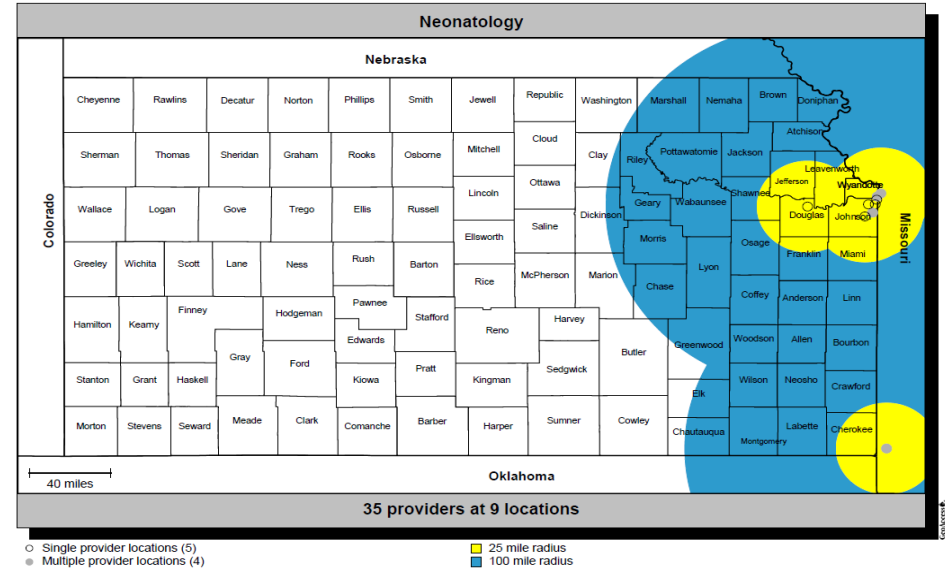 Neonatology
Nebraska
Cheyenne Rawlins Decatur Norton Phillips Smith Jewell Republic Washington Marshall Nemaha Brown Doniphan
Sherman Thomas Sheridan Graham Rooks Osborne Mitchell Cloud Clay Riley Pottawatomie Jackson Atchison
Jefferson Leavenworth Wyandotte
Wallace Logan Gove Trego Ellis Russell Lincoln Ottawa Dickinson Geary Wabaunsee Shawnee Douglas Johnson
Colorado
Missouri
Greeley Wichita Scott Lane Ness Rush Barton Ellsworth Saline Morris Osage Franklin Miami
Rice McPherson Marion Chase Lyon Coffey Anderson Linn
Hamilton Kearny Finney Hodgeman Pawnee Stafford Reno Harvey
Gray Ford Edwards Butler Greenwood Woodson Allen Bourbon
Stanton Grant Haskell Kiowa Pratt Kingman Sedgwick Elk Wilson Neosho Crawford
Morton Stevens Seward Meade Clark Comanche Barber Harper Sumner Cowley Chautauqua Montgomery Labette Cherokee
40 miles
Oklahoma
35 providers at 9 locations
Single provider locations (5)
Multiple provider locations (4)
25 mile radius
100 mile radius